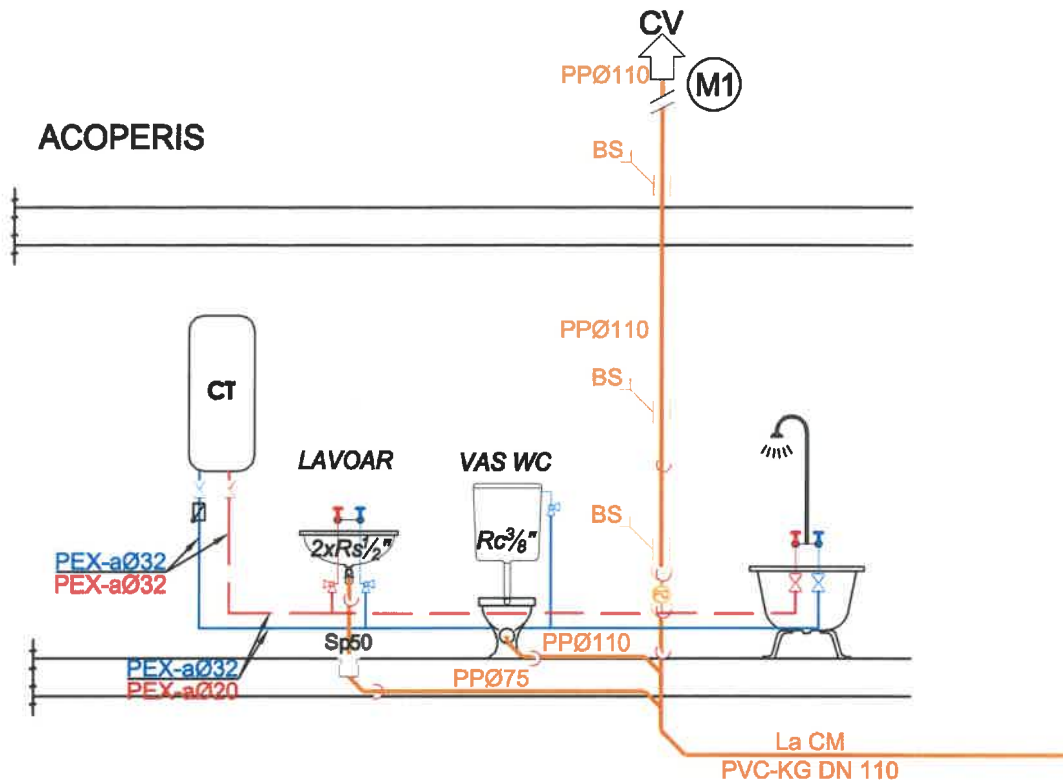 CV
PPØ110
M1
ACOPERIS
BS
PPØ110
BS
CT
LAVOAR
VAS WC
BS
2xRs1/2"
Rc3/8"
PEX-aØ32
PEX-aØ32
Sp50
PPØ110
PEX-aØ32
PEX-aØ20
PPØ75
La CM
PVC-KG DN 110